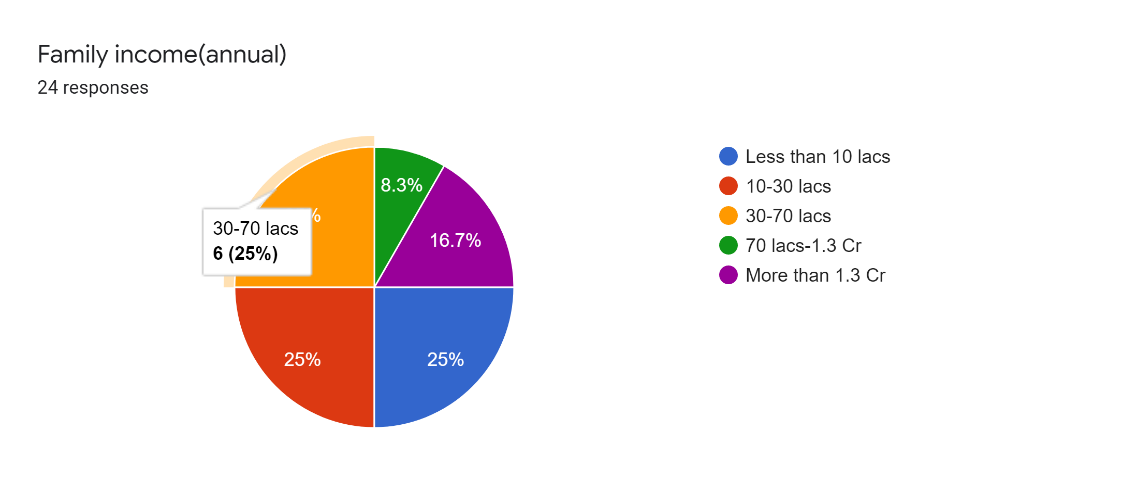 Family income(annual)
24 responses
8.3%
16.7%
30-70 lacs
6 (25%)
%
25%
25%
Less than 10 lacs
10-30 lacs
30-70 lacs
70 lacs-1.3 Cr
More than 1.3 Cr